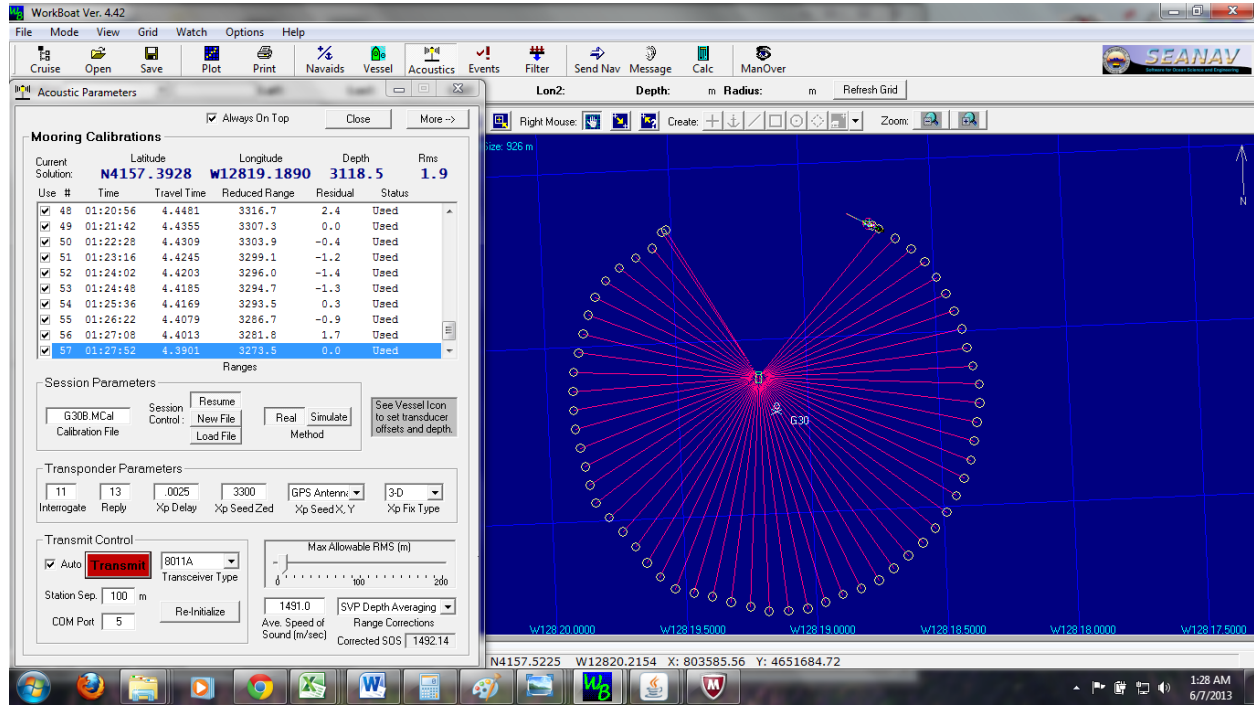 WorkBoat Ver. 4.42
File Mode View Grid Watch Options Help
Cruise Open Save Plot Print Navaids Vessel Acoustics Events Filter Send Nav Message Calc ManOver
SEANAV
Software for Ocean Science and Engineering
Acoustic Parameters
Lon2: Depth: m Radius: m Refresh Grid
Always On Top Close More -->
Right Mouse: Create: Zoom:
Mooring Calibrations
Size: 926 m
Current Solution:
Latitude Longitude Depth Rms
N4157.3928 W12819.1890 3118.5 1.9
Use # Time Travel Time Reduced Range Residual Status
48 01:20:56 4.4481 3316.7 2.4 Used
49 01:21:42 4.4355 3307.3 0.0 Used
50 01:22:28 4.4309 3303.9 -0.4 Used
51 01:23:16 4.4245 3299.1 -1.2 Used
52 01:24:02 4.4203 3296.0 -1.4 Used
53 01:24:48 4.4185 3294.7 -1.3 Used
54 01:25:36 4.4169 3293.5 0.3 Used
55 01:26:22 4.4079 3286.7 -0.9 Used
56 01:27:08 4.4013 3281.8 1.7 Used
57 01:27:52 4.3901 3273.5 0.0 Used
Ranges
Session Parameters
G30B.MCal
Calibration File
Session Control:
Resume
New File
Load File
Real Simulate
Method
See Vessel Icon
to set transducer
offsets and depth.
Transponder Parameters
11 13 .0025 3300 GPS Antenna 3-D
Interrogate Reply Xp Delay Xp Seed Zed Xp Seed X, Y Xp Fix Type
Transmit Control
Auto Transmit 8011A
Transceiver Type
Station Sep. 100 m
Re-Initialize
COM Port 5
Max Allowable RMS (m)
0 100 200
1491.0 SVP Depth Averaging
Ave. Speed of
Sound (m/sec)
Range Corrections
Corrected SOS 1492.14
N
G30
W128 20.0000 W128 19.5000 W128 19.0000 W128 18.5000 W128 18.0000 W128 17.5000
N4157.5225 W12820.2154 X: 803585.56 Y: 4651684.72
1:28 AM
6/7/2013